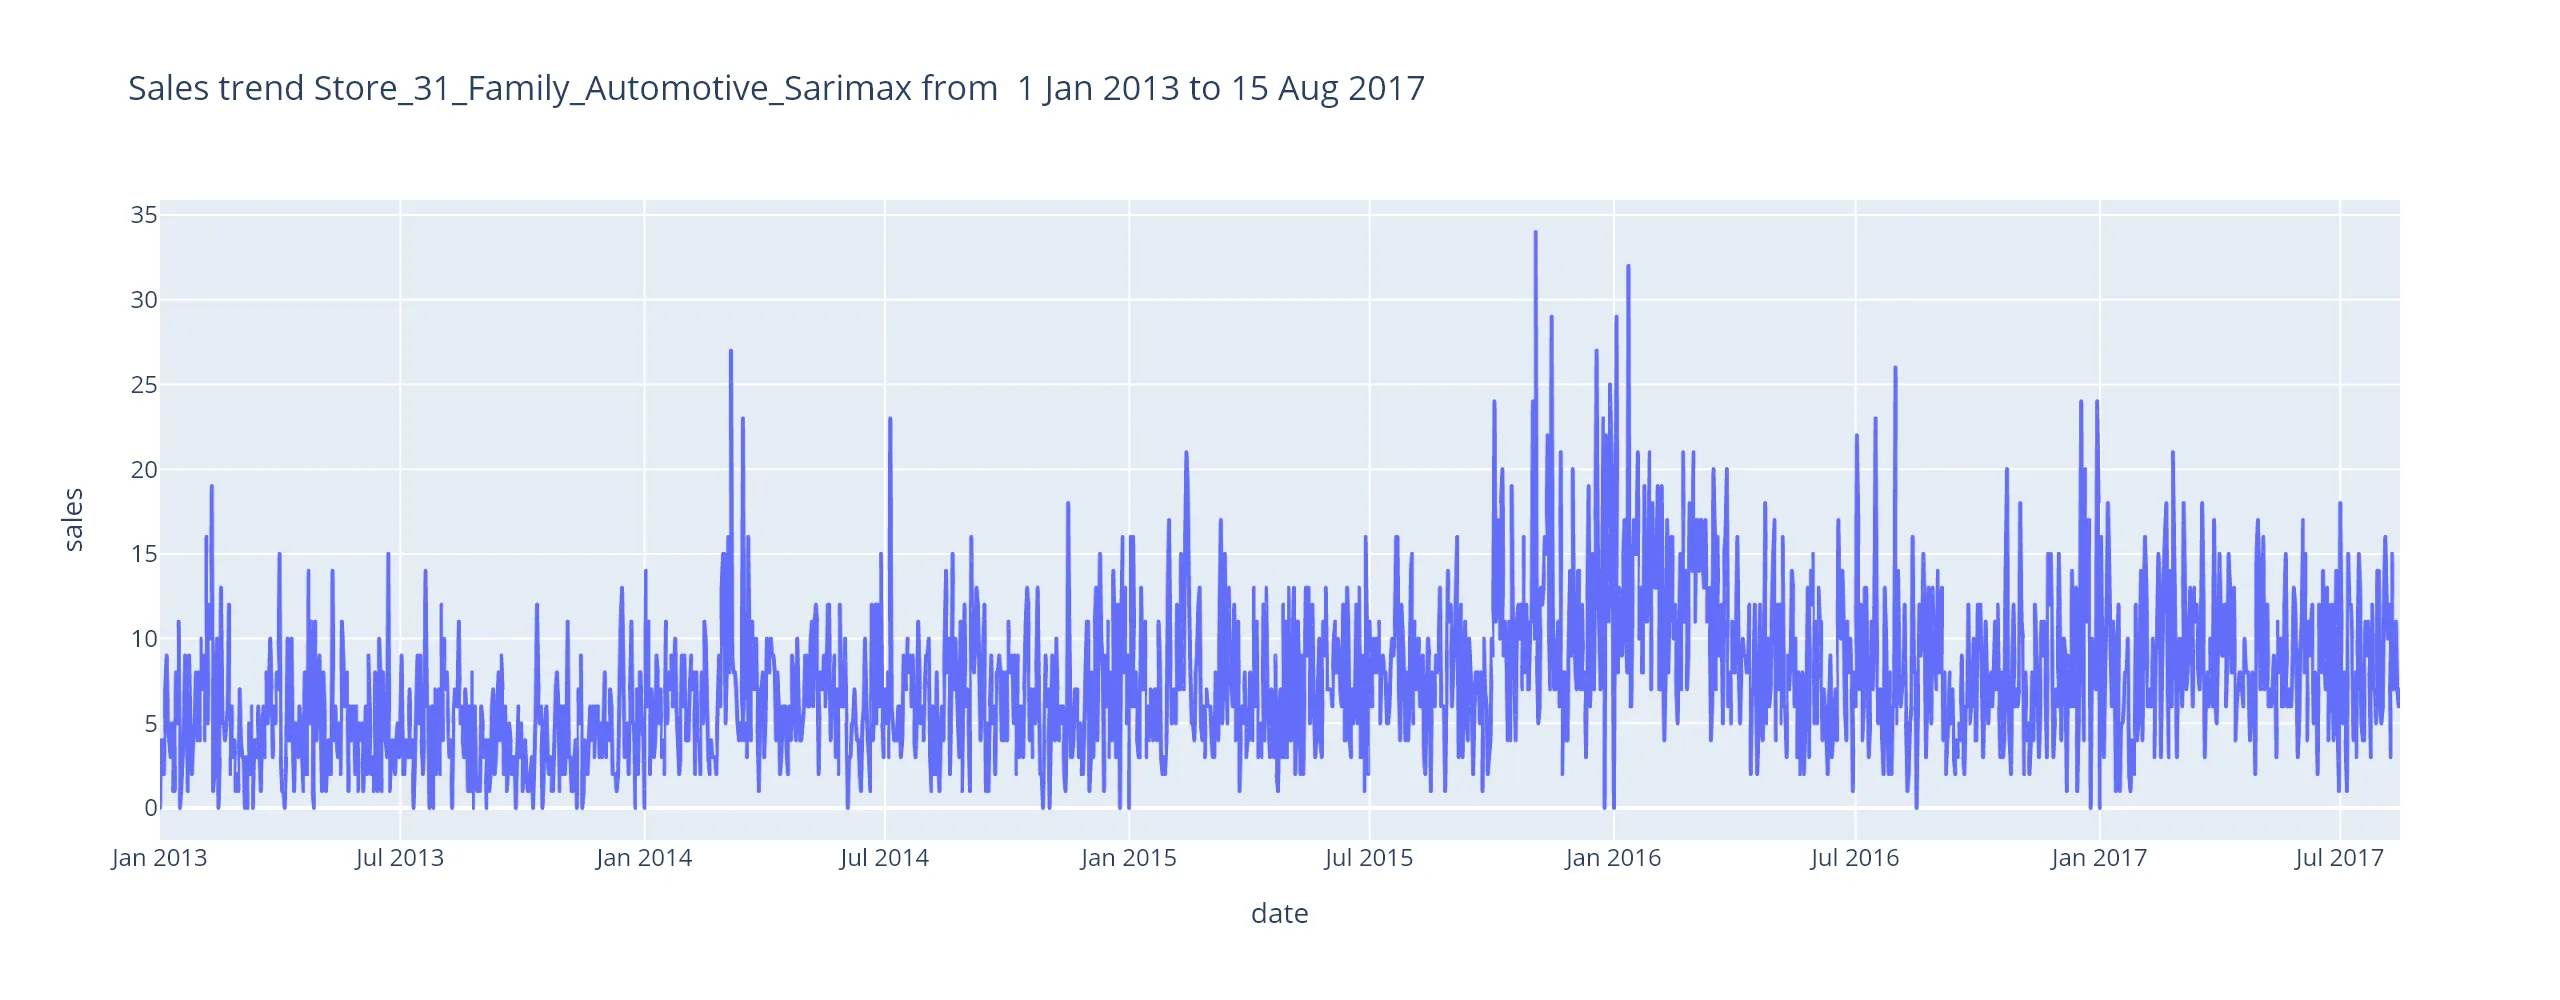 Sales trend Store_31_Family_Automotive_Sarimax from  1 Jan 2013 to 15 Aug 2017
35
30
25
20
15
10
5
0
sales
Jan 2013 Jul 2013 Jan 2014 Jul 2014 Jan 2015 Jul 2015 Jan 2016 Jul 2016 Jan 2017 Jul 2017
date